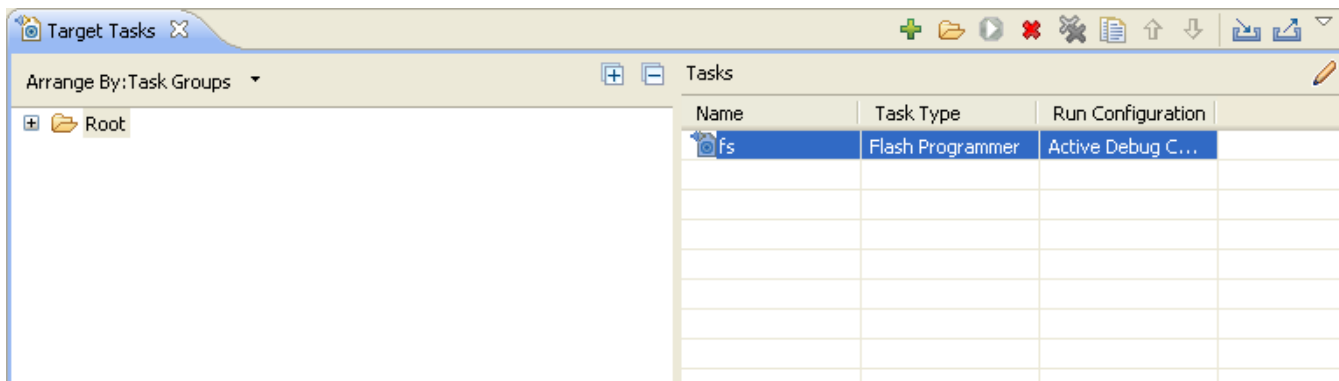 Target Tasks
Arrange By:Task Groups
Root
Tasks
Name Task Type Run Configuration
fs Flash Programmer Active Debug C...